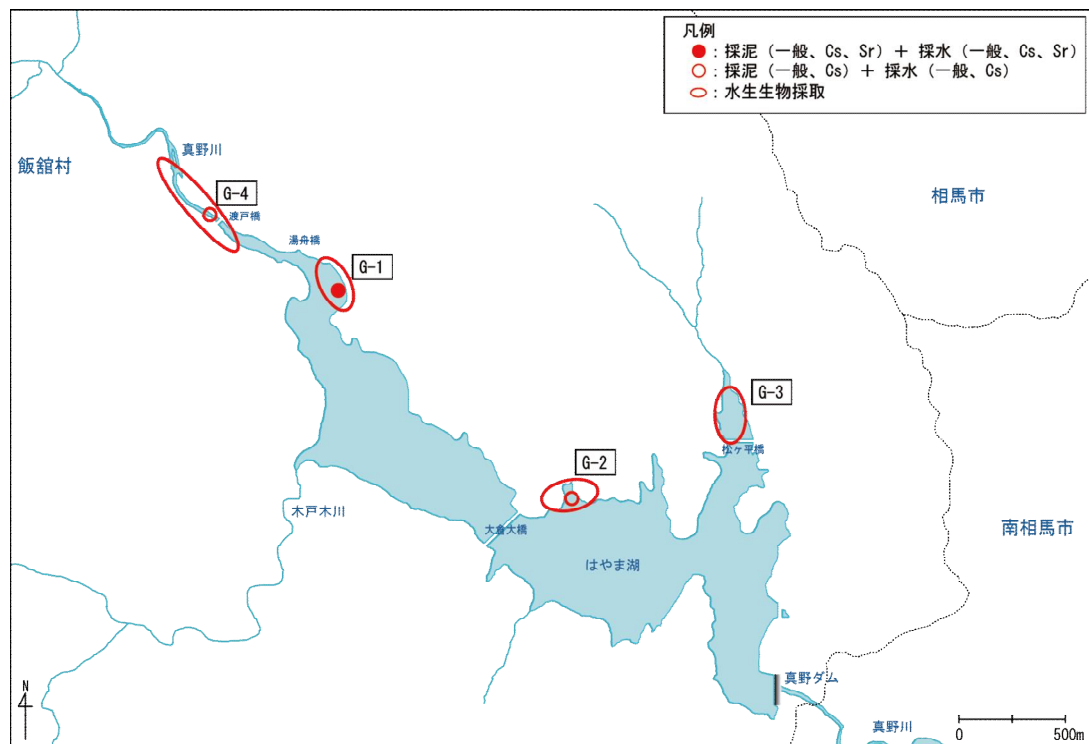 凡例
●:採泥(一般、Cs、Sr)+ 採水(一般、Cs、Sr)
○:採泥(一般、Cs)+ 採水(一般、Cs)
:水生生物採取
飯舘村
真野川
G-4
渡戸橋
湯舟橋
G-1
相馬市
G-3
松ヶ平橋
G-2
木戸木川
大倉大橋
はやま湖
南相馬市
真野ダム
真野川
N
0 500m